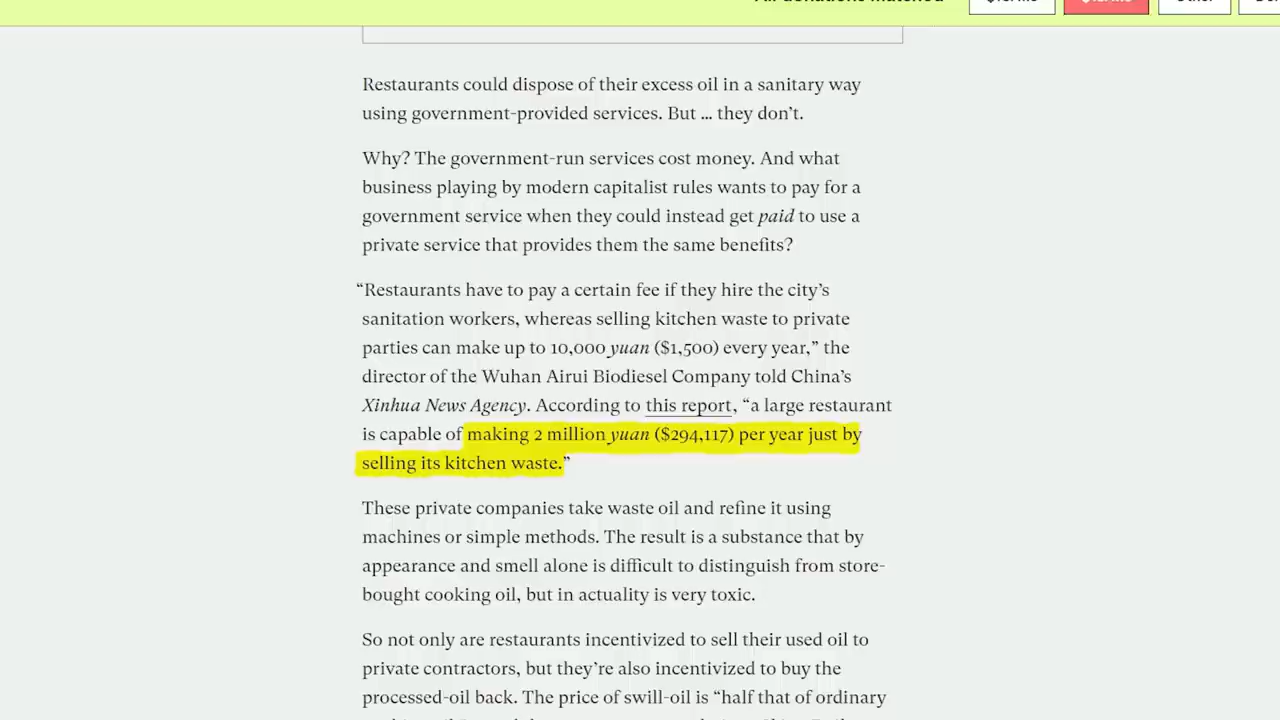 Restaurants could dispose of their excess oil in a sanitary way
using government-provided services. But … they don’t.
Why? The government-run services cost money. And what
business playing by modern capitalist rules wants to pay for a
government service when they could instead get paid to use a
private service that provides them the same benefits?
“Restaurants have to pay a certain fee if they hire the city’s
sanitation workers, whereas selling kitchen waste to private
parties can make up to 10,000 yuan ($1,500) every year,” the
director of the Wuhan Airui Biodiesel Company told China’s
Xinhua News Agency. According to this report, “a large restaurant
is capable of making 2 million yuan ($294,117) per year just by
selling its kitchen waste.”
These private companies take waste oil and refine it using
machines or simple methods. The result is a substance that by
appearance and smell alone is difficult to distinguish from store-
bought cooking oil, but in actuality is very toxic.
So not only are restaurants incentivized to sell their used oil to
private contractors, but they’re also incentivized to buy the
processed-oil back. The price of swill-oil is “half that of ordinary